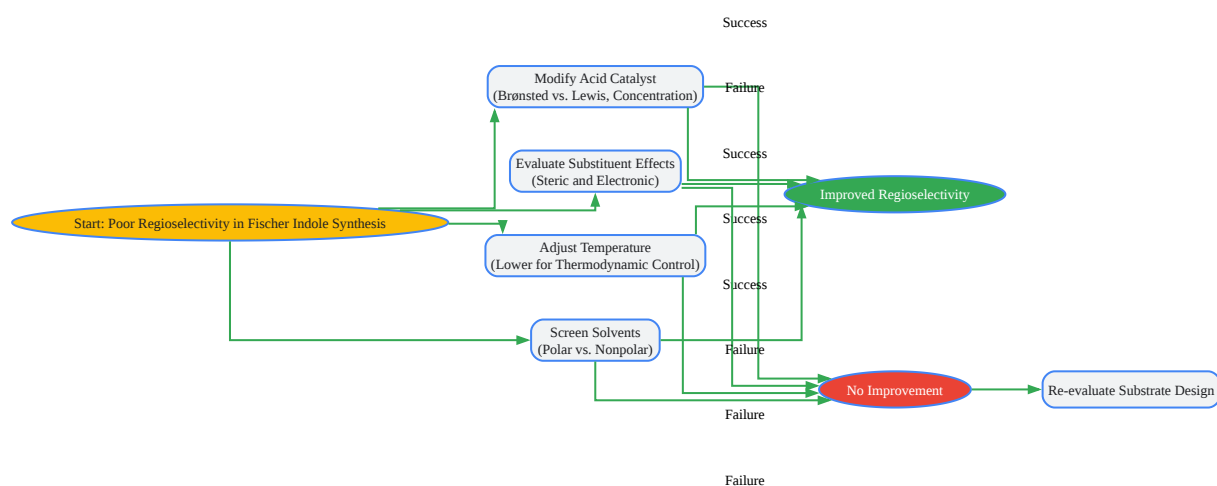 Success
Modify Acid Catalyst
(Brønsted vs. Lewis, Concentration)
Failure
Success
Evaluate Substituent Effects
(Steric and Electronic)
Improved Regioselectivity
Start: Poor Regioselectivity in Fischer Indole Synthesis
Success
Adjust Temperature
(Lower for Thermodynamic Control)
Success
Screen Solvents
(Polar vs. Nonpolar)
Failure
No Improvement
Re-evaluate Substrate Design
Failure
Failure